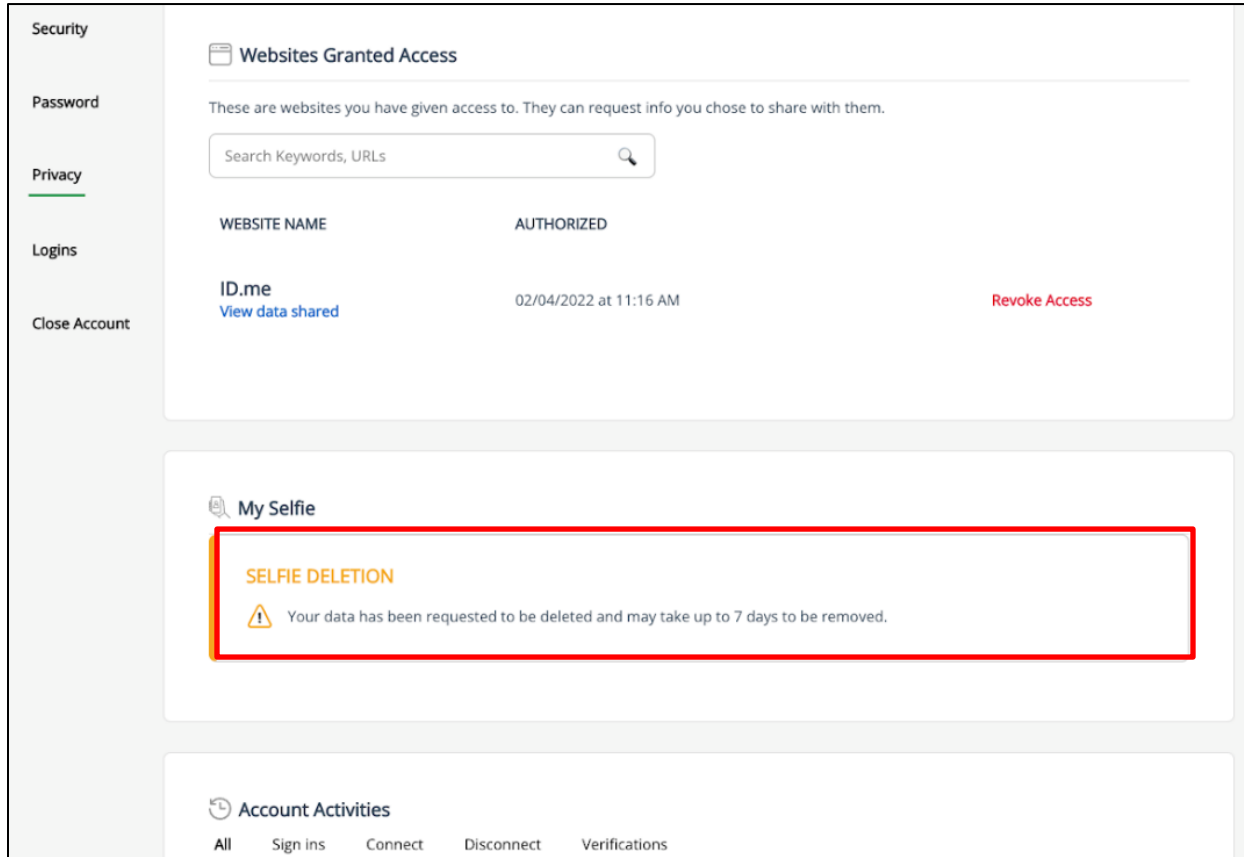 Security
Password
Privacy
Logins
Close Account
Websites Granted Access
These are websites you have given access to. They can request info you chose to share with them.
Search Keywords, URLs
WEBSITE NAME AUTHORIZED
ID.me
View data shared
02/04/2022 at 11:16 AM
Revoke Access
My Selfie
SELFIE DELETION
Your data has been requested to be deleted and may take up to 7 days to be removed.
Account Activities
All Sign ins Connect Disconnect Verifications